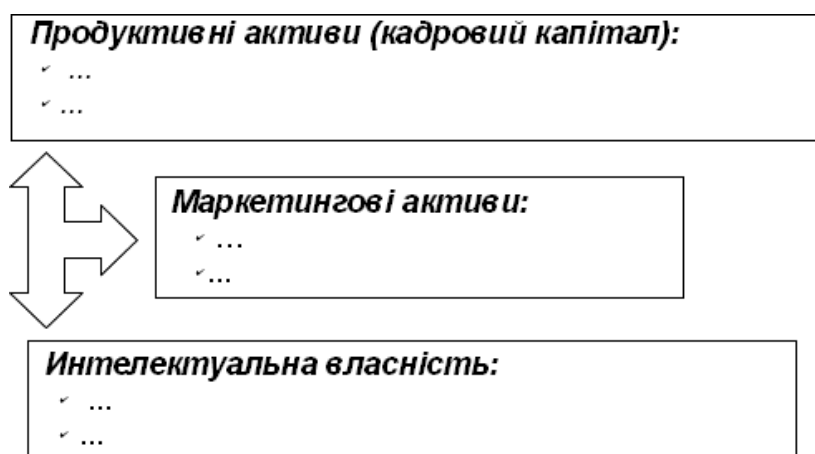 Продуктивні активи (кадровий капітал):
✓ ...
✓ ...
Маркетингові активи:
✓ ...
✓ ...
Интелектуальна власність:
✓ ...
✓ ...